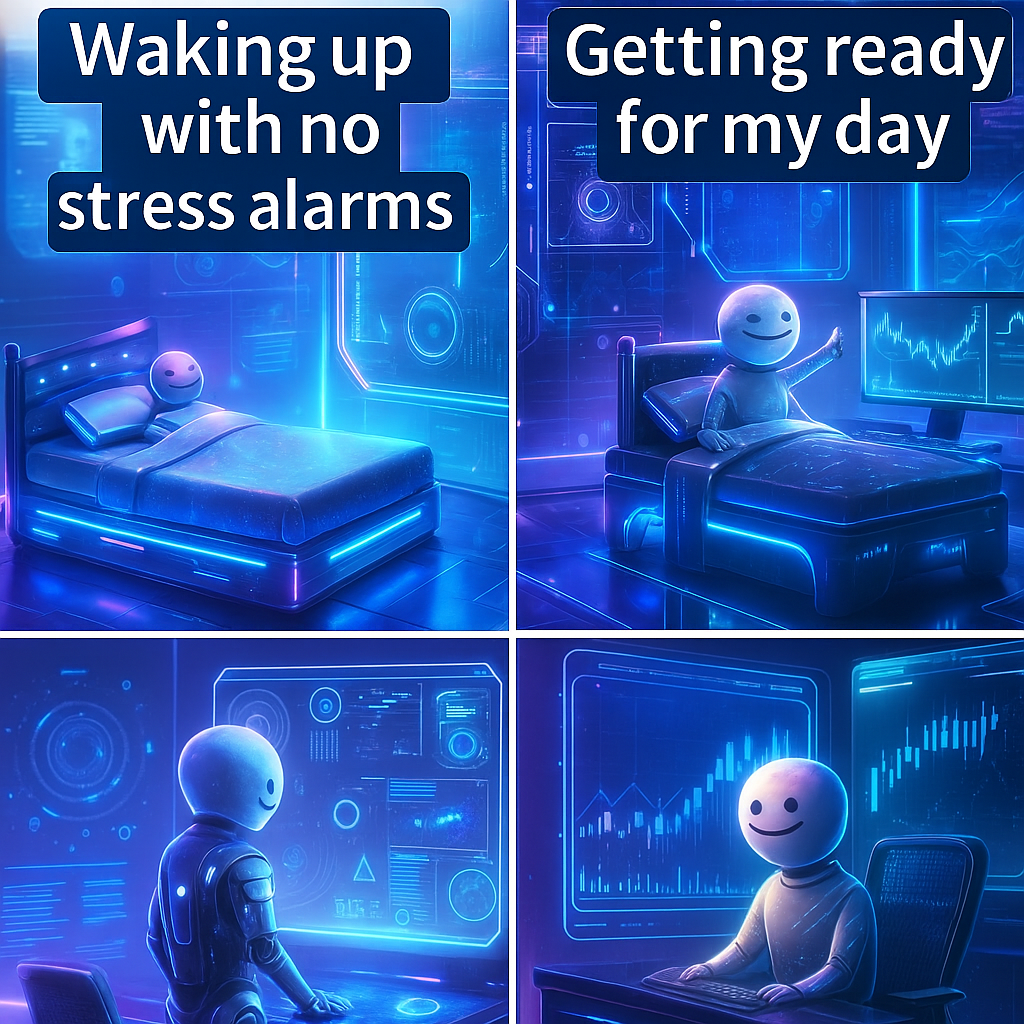 Waking up
with no
stress alarms
Getting ready
for my day